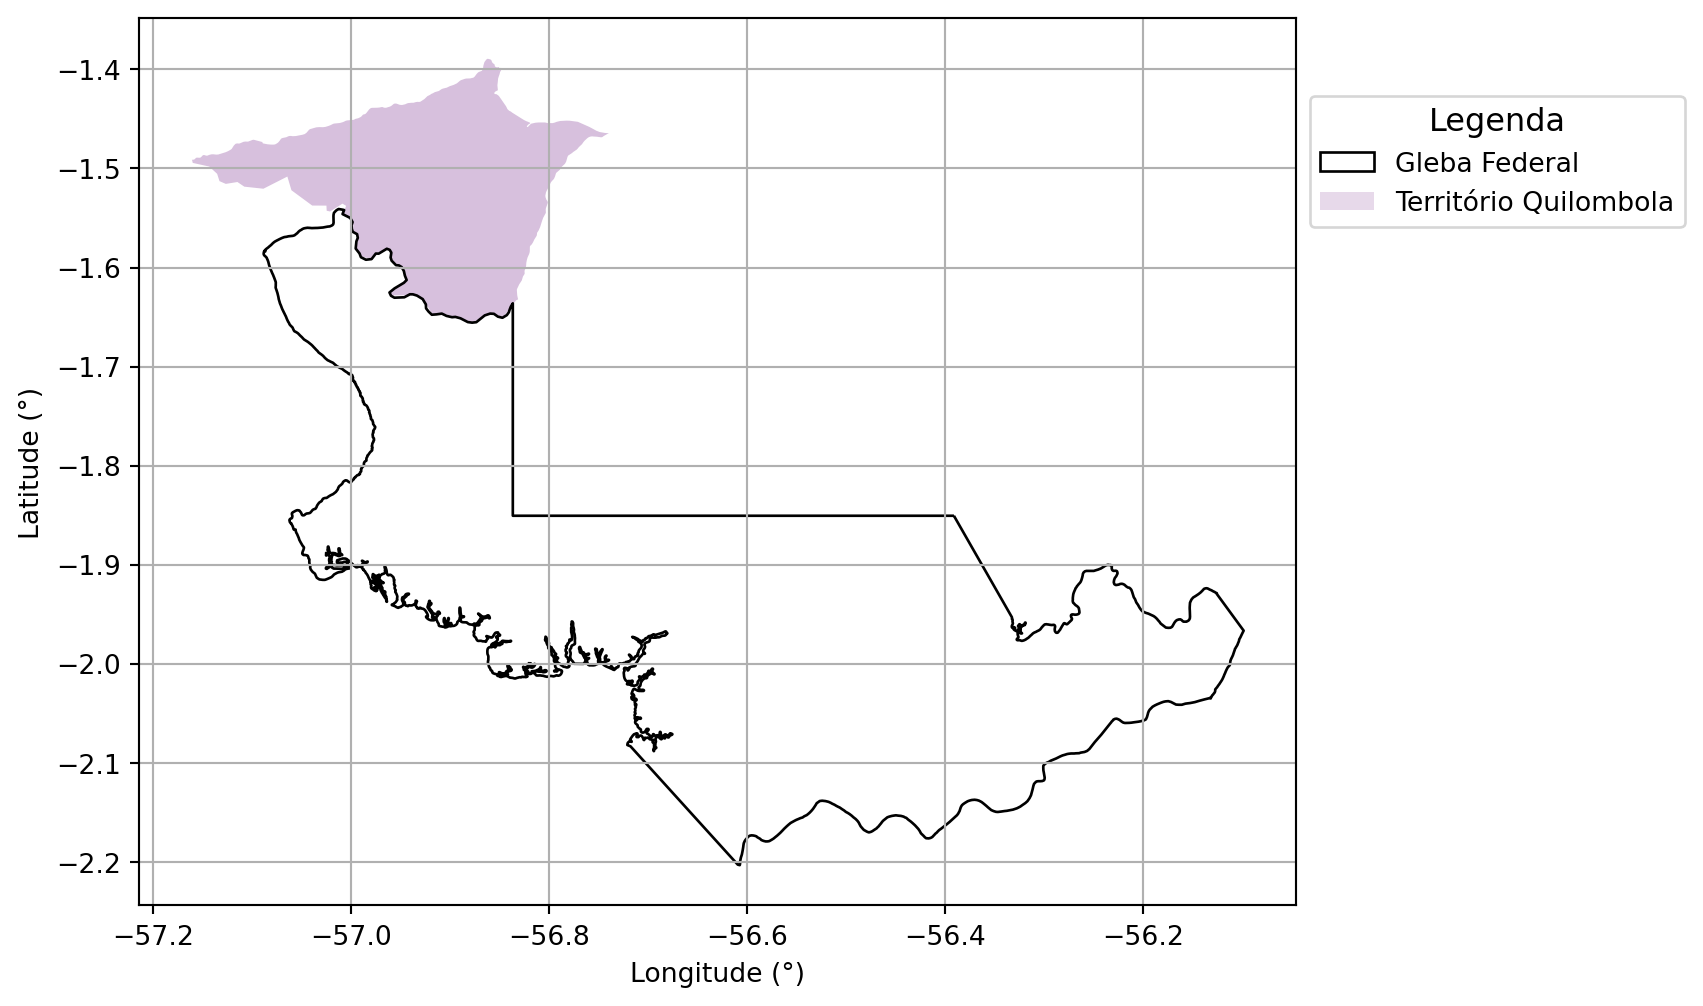 Legenda
Gleba Federal
Território Quilombola
Latitude (°)
−1.4
−1.5
−1.6
−1.7
−1.8
−1.9
−2.0
−2.1
−2.2
−57.2 −57.0 −56.8 −56.6 −56.4 −56.2
Longitude (°)